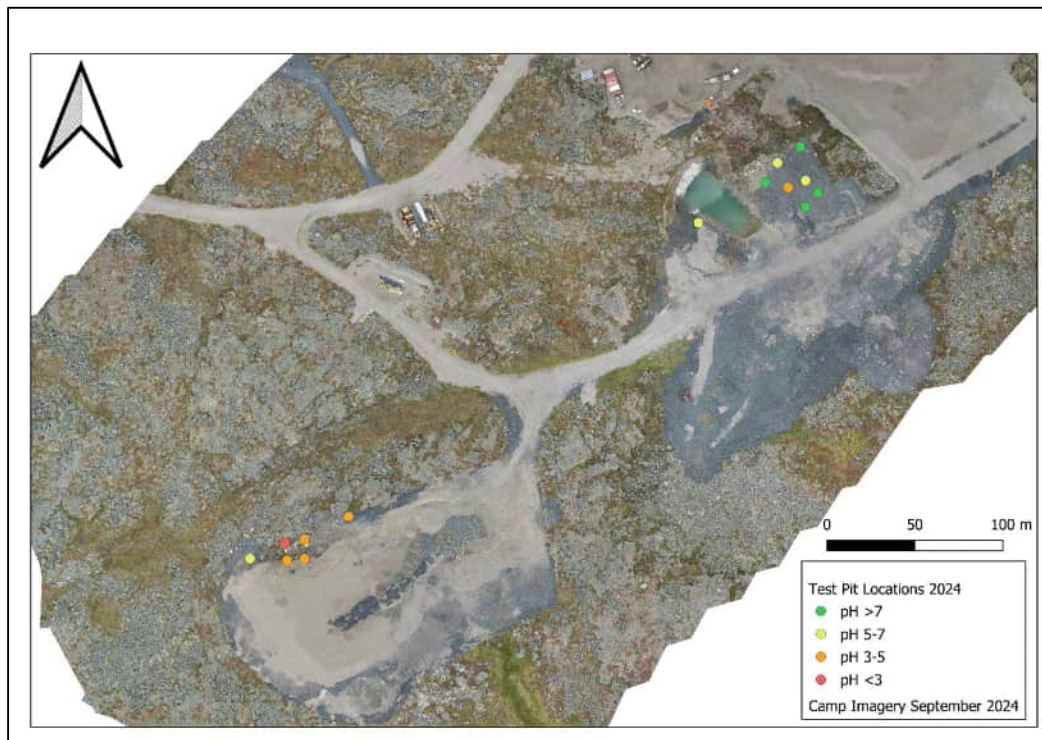 0 50 100 m
Test Pit Locations 2024
pH >7
pH 5-7
pH 3-5
pH <3
Camp Imagery September 2024